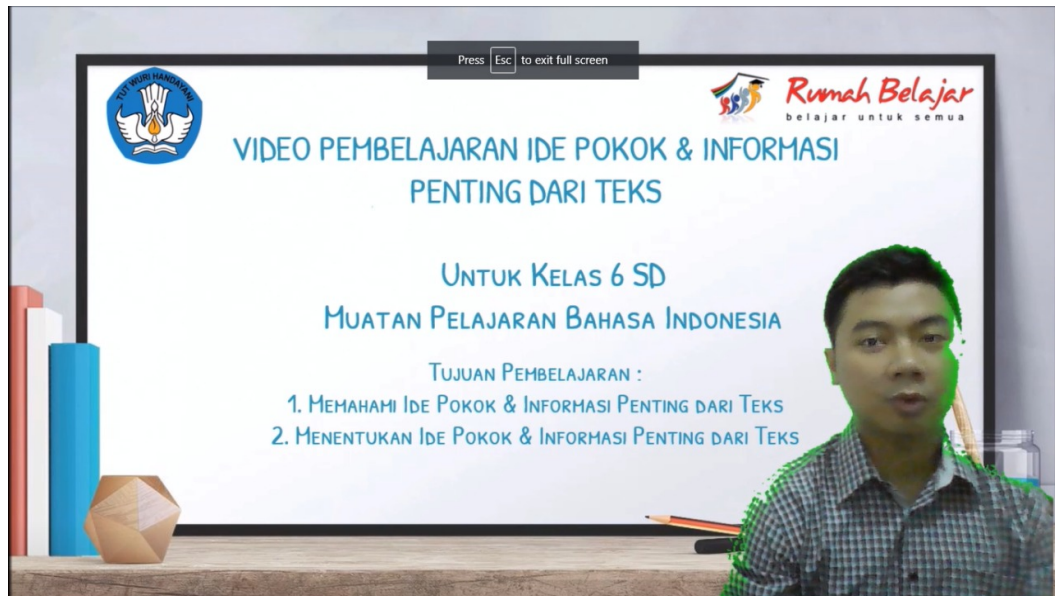 Press Esc to exit full screen
TUT WURI HANDAYANI
Rumah Belajar
belajar untuk semua
VIDEO PEMBELAJARAN IDE POKOK & INFORMASI
PENTING DARI TEKS
UNTUK KELAS 6 SD
MUATAN PELAJARAN BAHASA INDONESIA
TUJUAN PEMBELAJARAN :
1. MEMAHAMI IDE POKOK & INFORMASI PENTING DARI TEKS
2. MENENTUKAN IDE POKOK & INFORMASI PENTING DARI TEKS